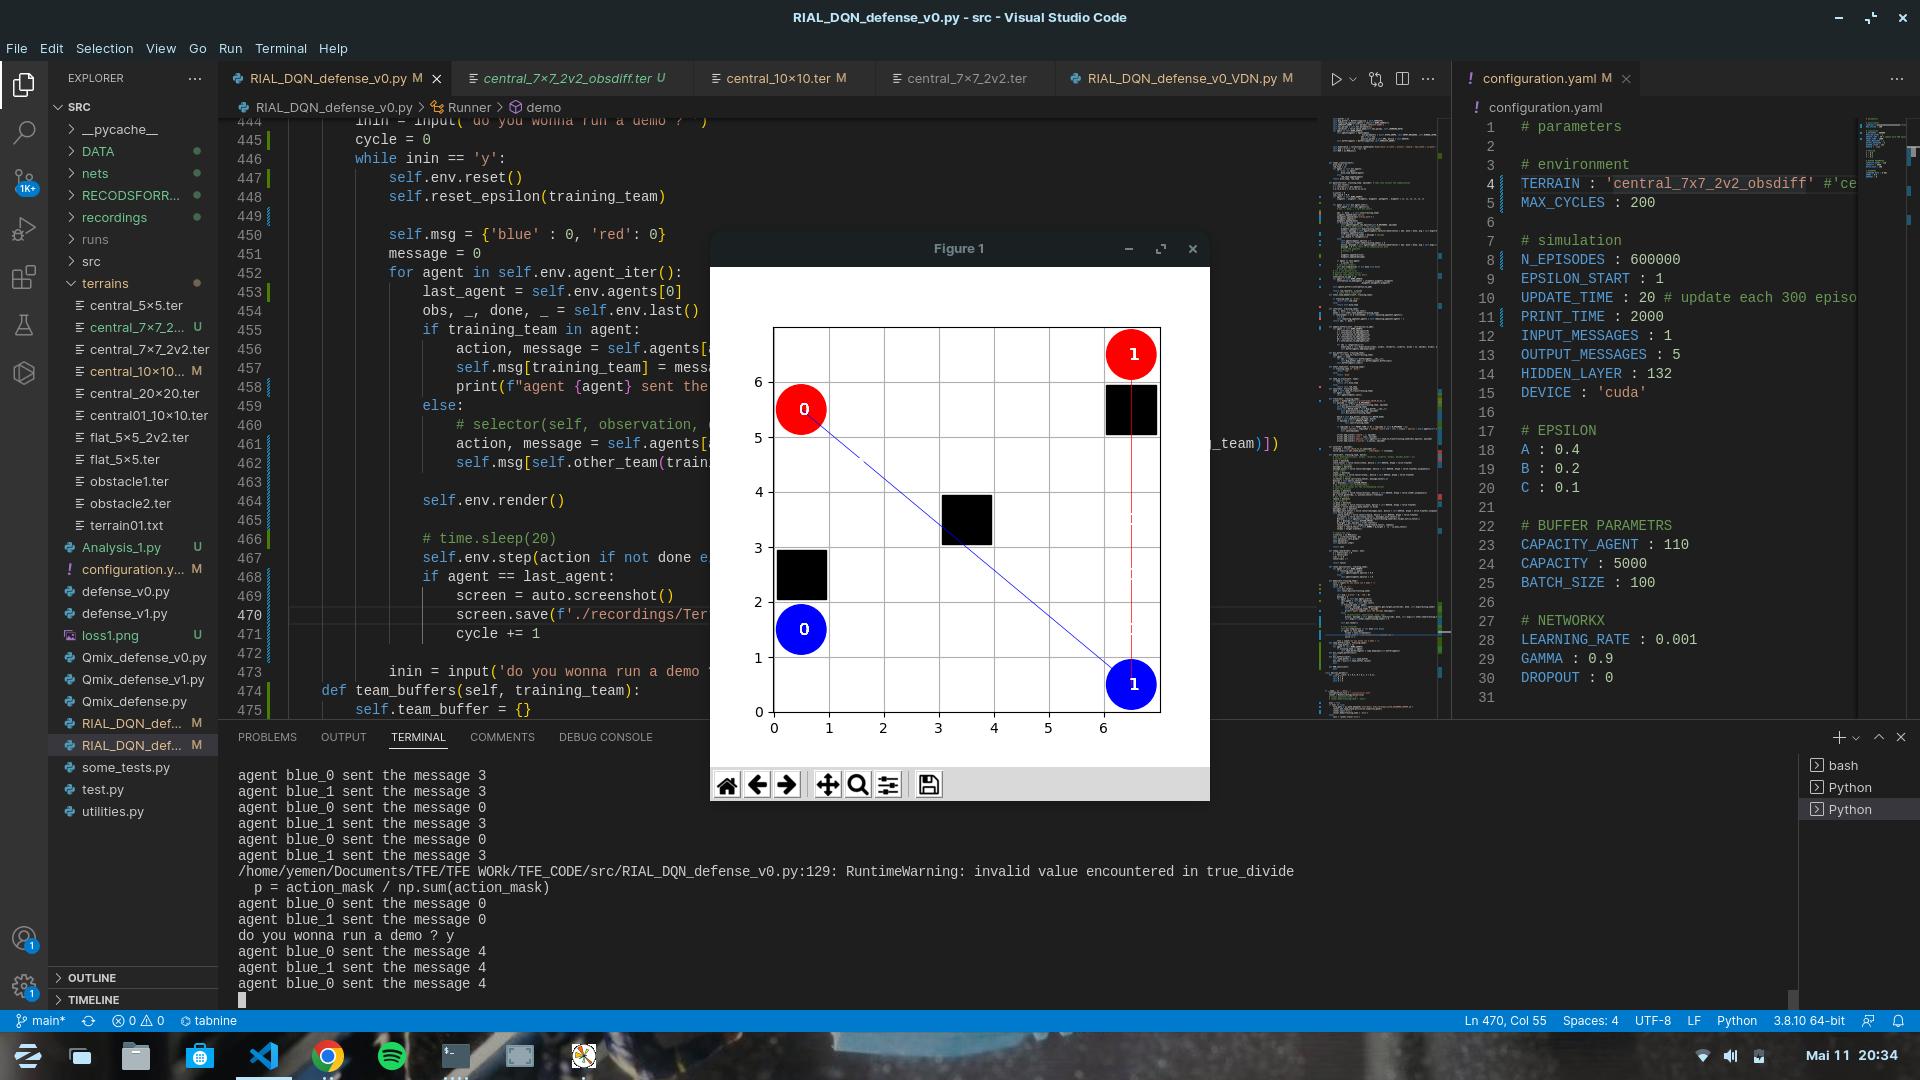 RIAL_DQN_defense_v0.py - src - Visual Studio Code
File Edit Selection View Go Run Terminal Help
EXPLORER
SRC
__pycache__
DATA
nets
RECODSFORR...
recordings
runs
src
terrains
central_5×5.ter
central_7×7_2... U
central_7×7_2v2.ter
central_10×10... M
central_20×20.ter
central01_10×10.ter
flat_5×5_2v2.ter
flat_5×5.ter
obstacle1.ter
obstacle2.ter
terrain01.txt
Analysis_1.py U
configuration.y... M
defense_v0.py
defense_v1.py
loss1.png U
Qmix_defense_v0.py
Qmix_defense_v1.py
Qmix_defense.py
RIAL_DQN_def... M
RIAL_DQN_def... M
some_tests.py
test.py
utilities.py
OUTLINE
TIMELINE
1K+
1
1
RIAL_DQN_defense_v0.py M
central_7×7_2v2_obsdiff.ter U
central_10×10.ter M
central_7×7_2v2.ter
RIAL_DQN_defense_v0_VDN.py M
RIAL_DQN_defense_v0.py > Runner > demo
444 inin = input('do you wonna run a demo ? ')
445 cycle = 0
446 while inin == 'y':
447 self.env.reset()
448 self.reset_epsilon(training_team)
449
450 self.msg = {'blue' : 0, 'red': 0}
451 message = 0
452 for agent in self.env.agent_iter():
453 last_agent = self.env.agents[0]
454 obs, _, done, _ = self.env.last()
455 if training_team in agent:
456 action, message = self.agents[
457 self.msg[training_team] = mess
458 print(f"agent {agent} sent the
459 else:
460 # selector(self, observation,
461 action, message = self.agents[ _team)])
462 self.msg[self.other_team(train
463
464 self.env.render()
465
466 # time.sleep(20)
467 self.env.step(action if not done e
468 if agent == last_agent:
469 screen = auto.screenshot()
470 screen.save(f'./recordings/Ter
471 cycle += 1
472
473 inin = input('do you wonna run a demo
474 def team_buffers(self, training_team):
475 self.team_buffer = {}
Figure 1
6
5
4
3
2
1
0
0 1 2 3 4 5 6
1
0
0
1
configuration.yaml M
configuration.yaml
1 # parameters
2
3 # environment
4 TERRAIN : 'central_7x7_2v2_obsdiff' #'ce
5 MAX_CYCLES : 200
6
7 # simulation
8 N_EPISODES : 600000
9 EPSILON_START : 1
10 UPDATE_TIME : 20 # update each 300 episo
11 PRINT_TIME : 2000
12 INPUT_MESSAGES : 1
13 OUTPUT_MESSAGES : 5
14 HIDDEN_LAYER : 132
15 DEVICE : 'cuda'
16
17 # EPSILON
18 A : 0.4
19 B : 0.2
20 C : 0.1
21
22 # BUFFER PARAMETRS
23 CAPACITY_AGENT : 110
24 CAPACITY : 5000
25 BATCH_SIZE : 100
26
27 # NETWORKX
28 LEARNING_RATE : 0.001
29 GAMMA : 0.9
30 DROPOUT : 0
31
PROBLEMS OUTPUT TERMINAL COMMENTS DEBUG CONSOLE
agent blue_0 sent the message 3
agent blue_1 sent the message 3
agent blue_0 sent the message 0
agent blue_1 sent the message 3
agent blue_0 sent the message 0
agent blue_1 sent the message 3
/home/yemen/Documents/TFE/TFE WORk/TFE_CODE/src/RIAL_DQN_defense_v0.py:129: RuntimeWarning: invalid value encountered in true_divide
p = action_mask / np.sum(action_mask)
agent blue_0 sent the message 0
agent blue_1 sent the message 0
do you wonna run a demo ? y
agent blue_0 sent the message 4
agent blue_1 sent the message 4
agent blue_0 sent the message 4
bash
Python
Python
main* 0 0 tabnine
Ln 470, Col 55 Spaces: 4 UTF-8 LF Python 3.8.10 64-bit
Mai 11 20:34